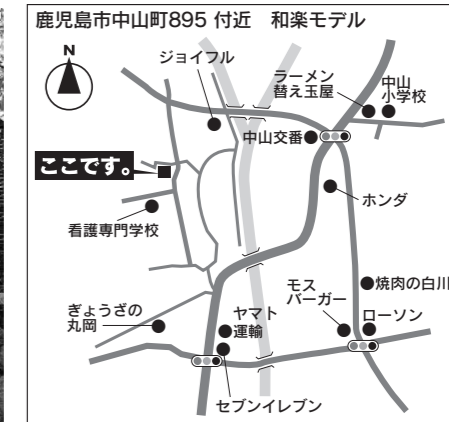 鹿児島市中山町895 付近　和楽モデル
N
ジョイフル
ラーメン
替え玉屋
中山
小学校
中山交番
ここです。
ホンダ
看護専門学校
焼肉の白川
モス
バーガー
ローソン
ぎょうざの
丸岡
ヤマト
運輸
セブンイレブン